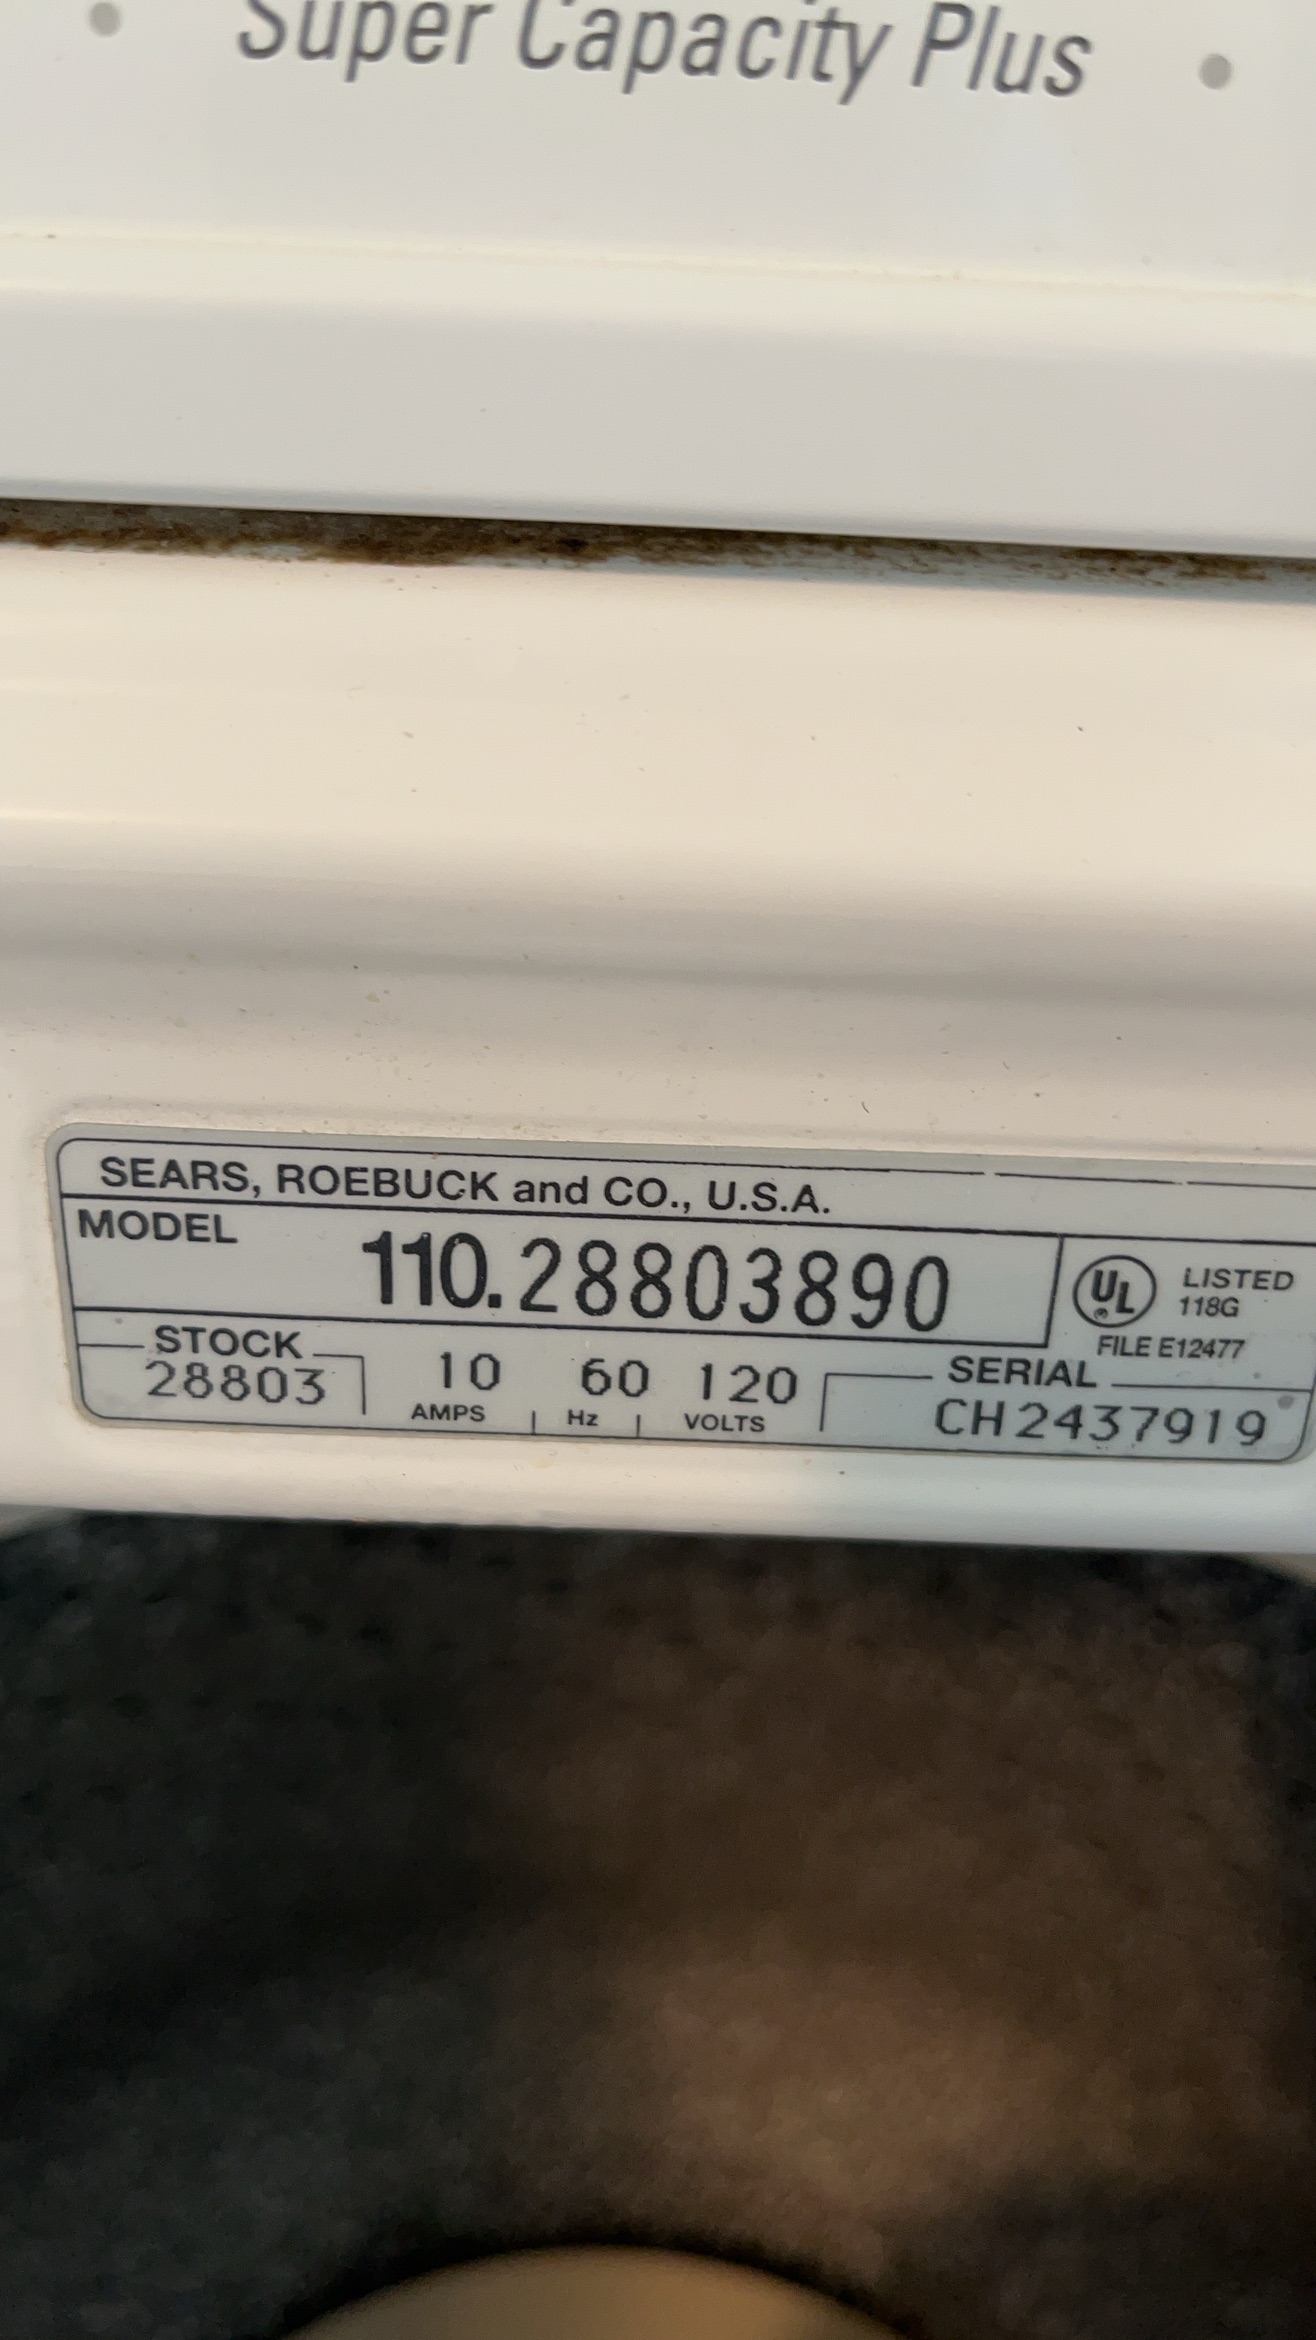 Super Capacity Plus
SEARS, ROEBUCK and CO., U.S.A.
MODEL 110.28803890
UL LISTED
118G
FILE E12477
STOCK
28803
10 60 120
AMPS Hz VOLTS
SERIAL
CH2437919